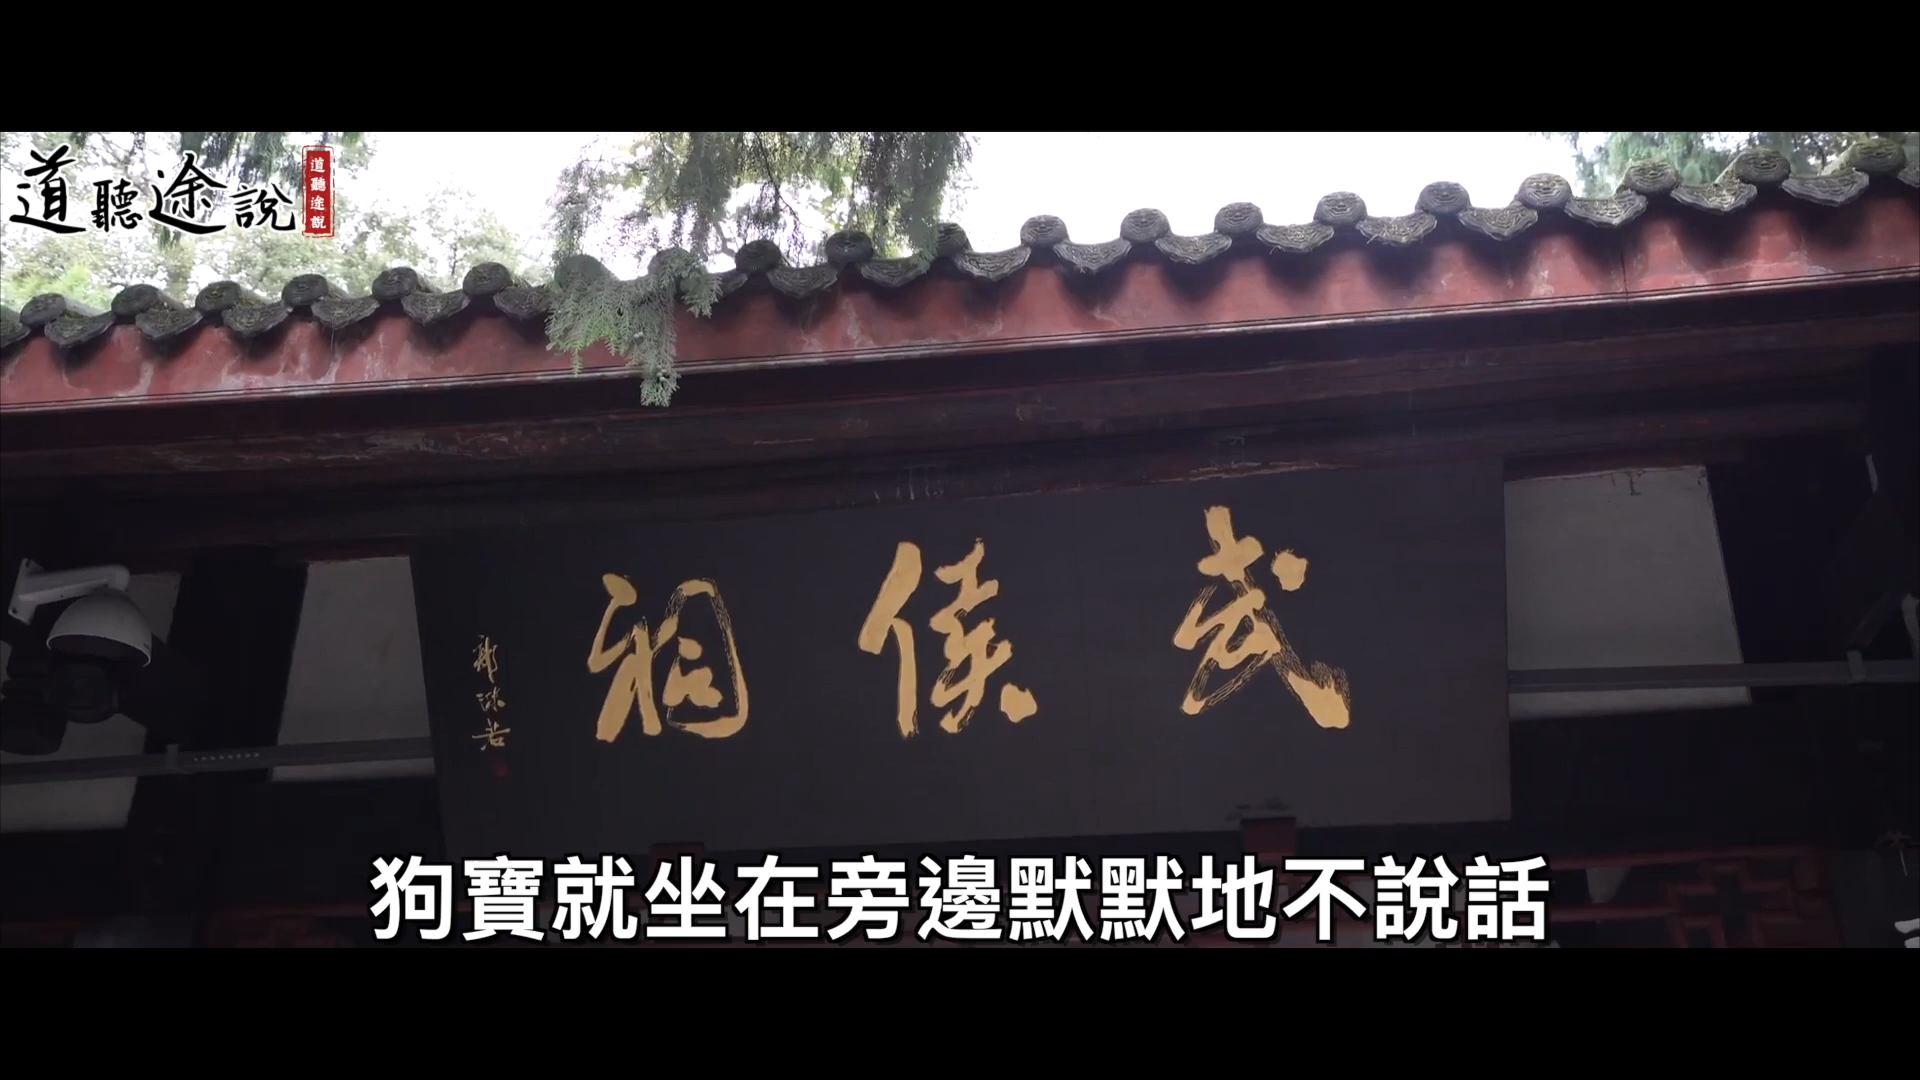 道聽途說
道聽途說
武侯祠
郭沫若
狗寶就坐在旁邊默默地不說話